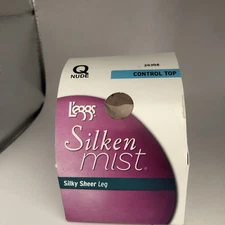 Q
NUDE
CONTROL TOP
L'eggs
Silken
mist
Silky Sheer Leg